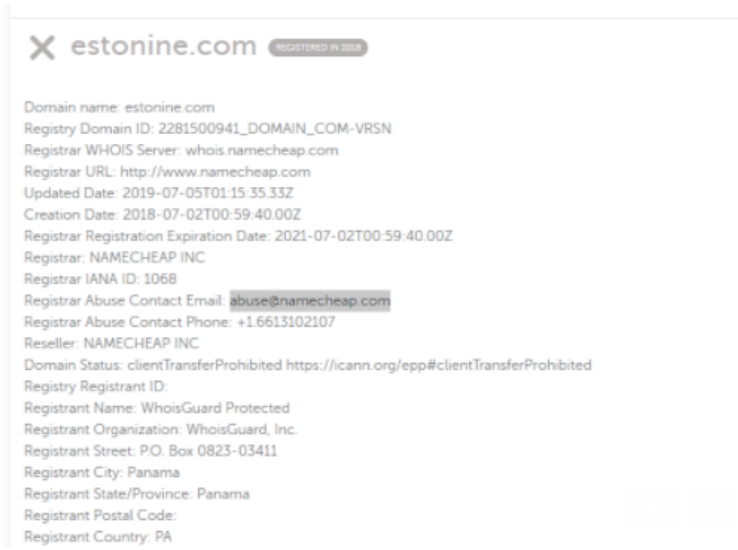 estonine.com REGISTERED IN 2018
Domain name: estonine.com
Registry Domain ID: 2281500941_DOMAIN_COM-VRSN
Registrar WHOIS Server: whois.namecheap.com
Registrar URL: http://www.namecheap.com
Updated Date: 2019-07-05T01:15:35.33Z
Creation Date: 2018-07-02T00:59:40.00Z
Registrar Registration Expiration Date: 2021-07-02T00:59:40.00Z
Registrar: NAMECHEAP INC
Registrar IANA ID: 1068
Registrar Abuse Contact Email: abuse@namecheap.com
Registrar Abuse Contact Phone: +1.6613102107
Reseller: NAMECHEAP INC
Domain Status: clientTransferProhibited https://icann.org/epp#clientTransferProhibited
Registry Registrant ID:
Registrant Name: WhoisGuard Protected
Registrant Organization: WhoisGuard, Inc.
Registrant Street: P.O. Box 0823-03411
Registrant City: Panama
Registrant State/Province: Panama
Registrant Postal Code:
Registrant Country: PA